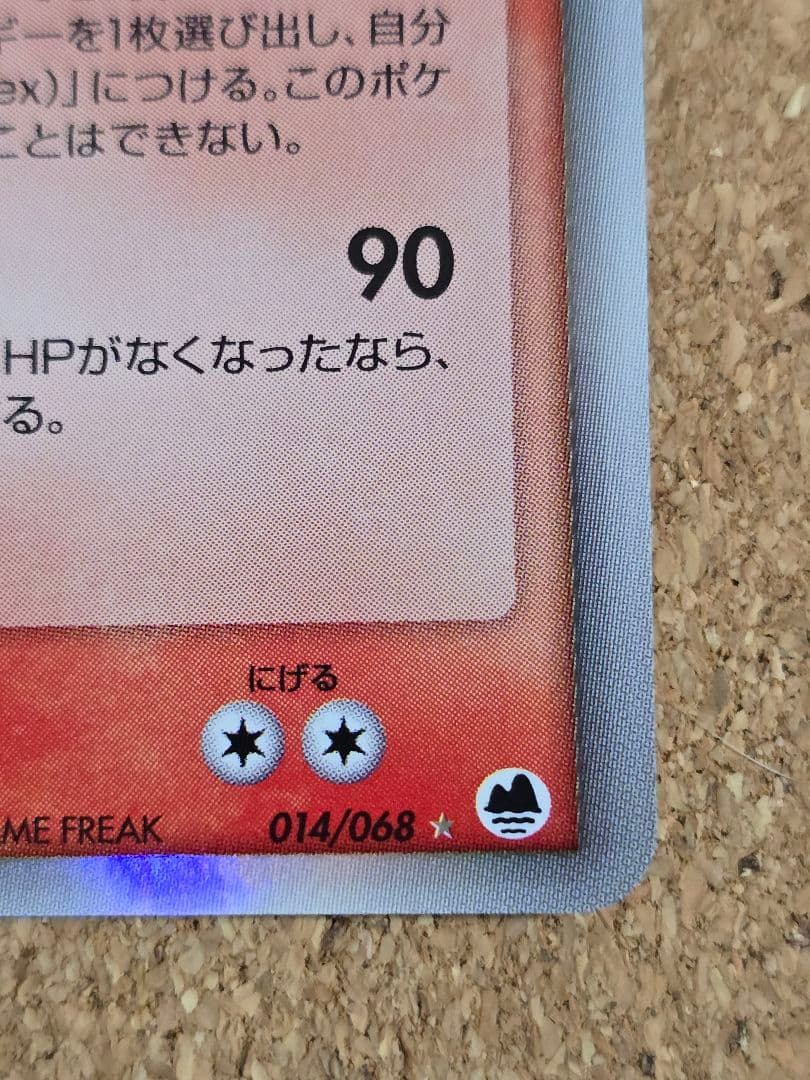 ギーを1枚選び出し、自分
ex)」につける。このポケ
ことはできない。
90
HPがなくなったなら、
る。
にげる
ME FREAK 014/068